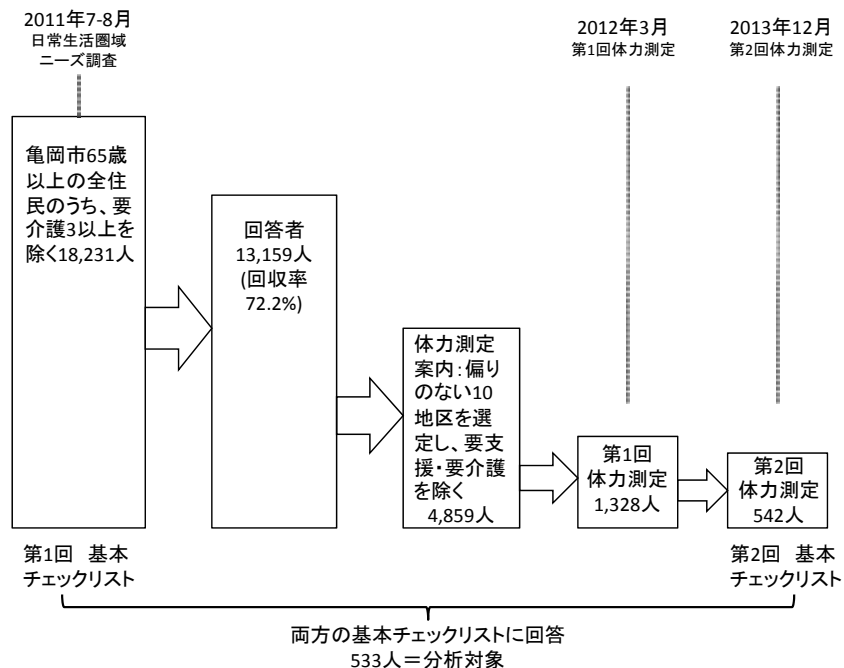 2011年7-8月
日常生活圏域
ニーズ調査
2012年3月
第1回体力測定
2013年12月
第2回体力測定
亀岡市65歳
以上の全住
民のうち、要
介護3以上を
除く18,231人
回答者
13,159人
(回収率
72.2%)
体力測定
案内：偏り
のない10
地区を選
定し、要支
援・要介護
を除く
4,859人
第1回
体力測定
1,328人
第2回
体力測定
542人
第1回　基本
チェックリスト
第2回　基本
チェックリスト
両方の基本チェックリストに回答
533人＝分析対象